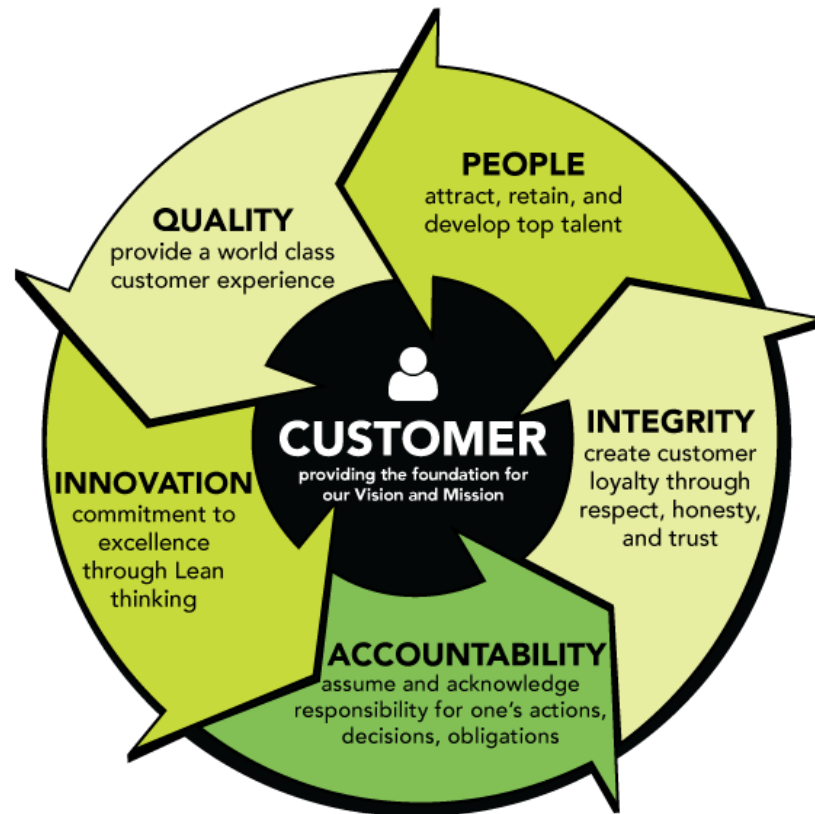 PEOPLE
attract, retain, and
develop top talent
QUALITY
provide a world class
customer experience
CUSTOMER
providing the foundation for
our Vision and Mission
INTEGRITY
create customer
loyalty through
respect, honesty,
and trust
INNOVATION
commitment to
excellence
through Lean
thinking
ACCOUNTABILITY
assume and acknowledge
responsibility for one's actions,
decisions, obligations